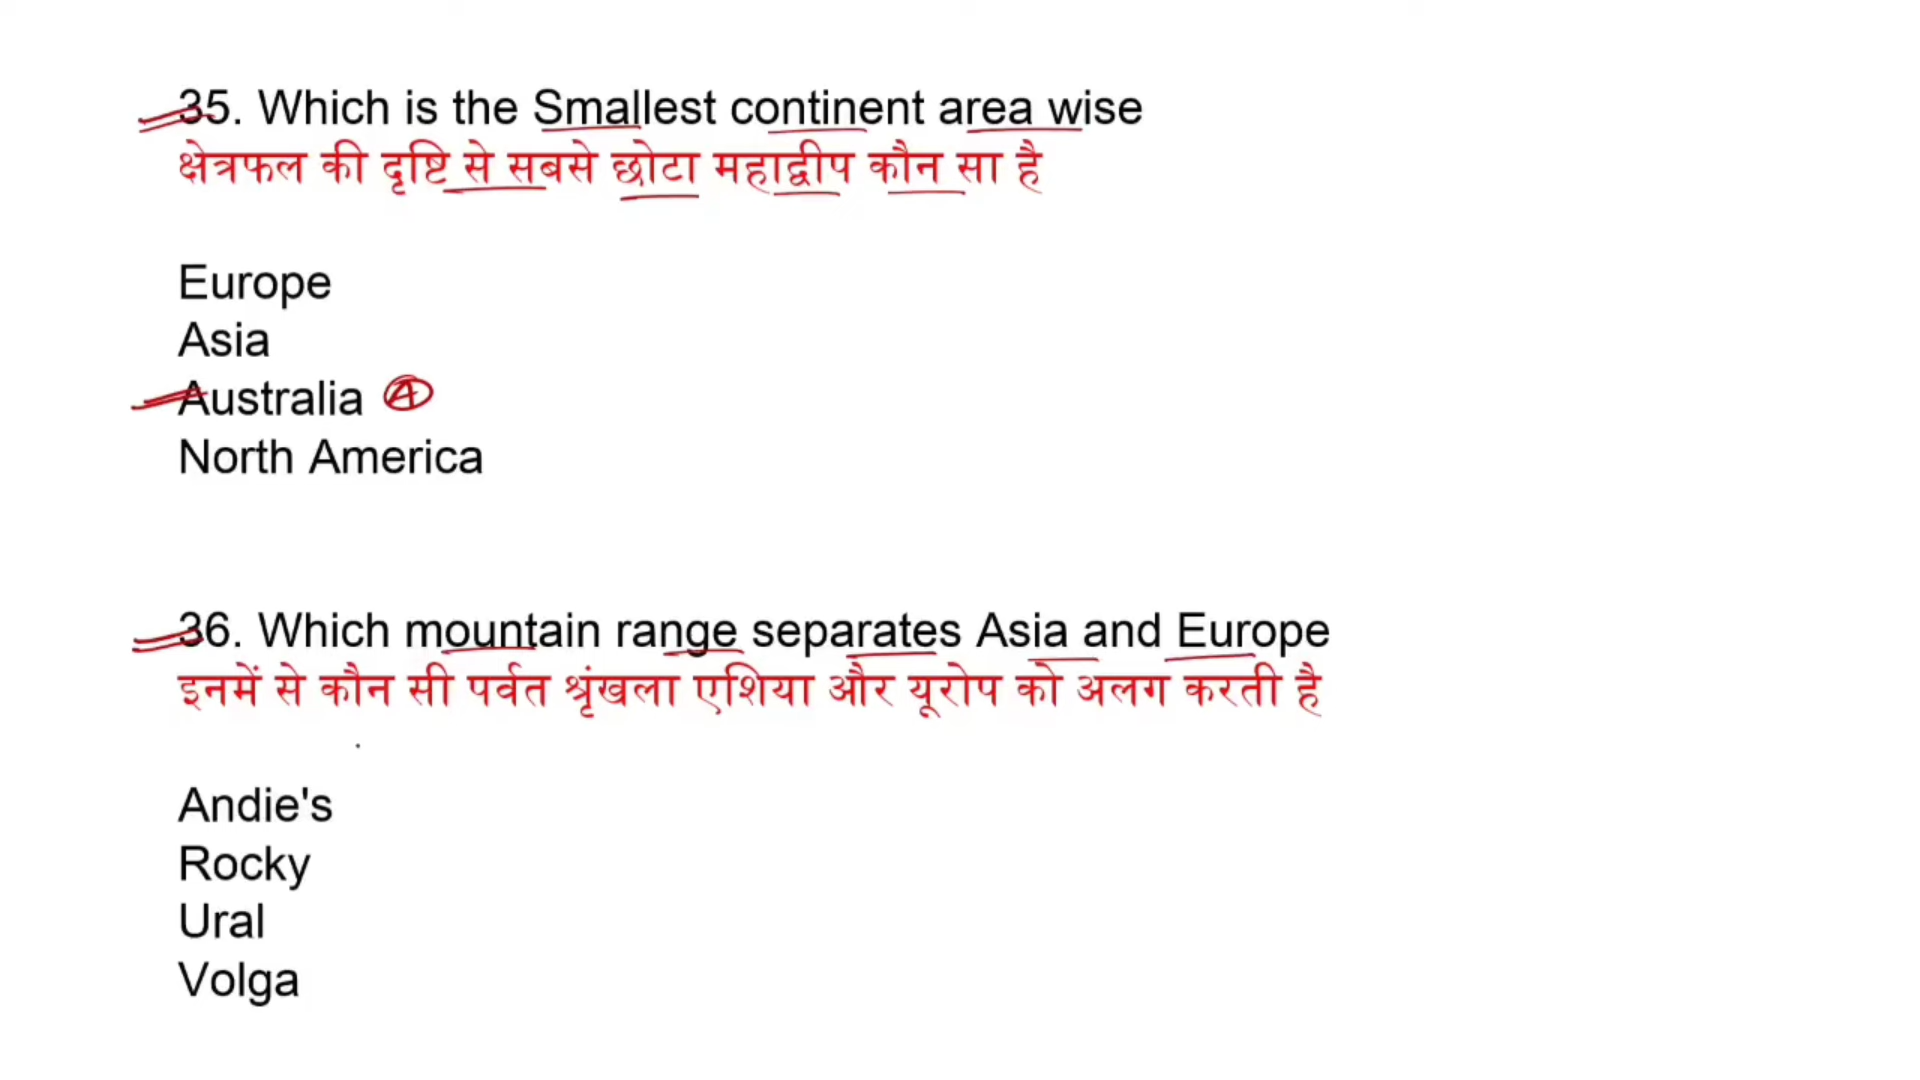 35. Which is the Smallest continent area wise
क्षेत्रफल की दृष्टि से सबसे छोटा महाद्वीप कौन सा है
Europe
Asia
Australia A
North America
36. Which mountain range separates Asia and Europe
इनमें से कौन सी पर्वत श्रृंखला एशिया और यूरोप को अलग करती है
Andie's
Rocky
Ural
Volga